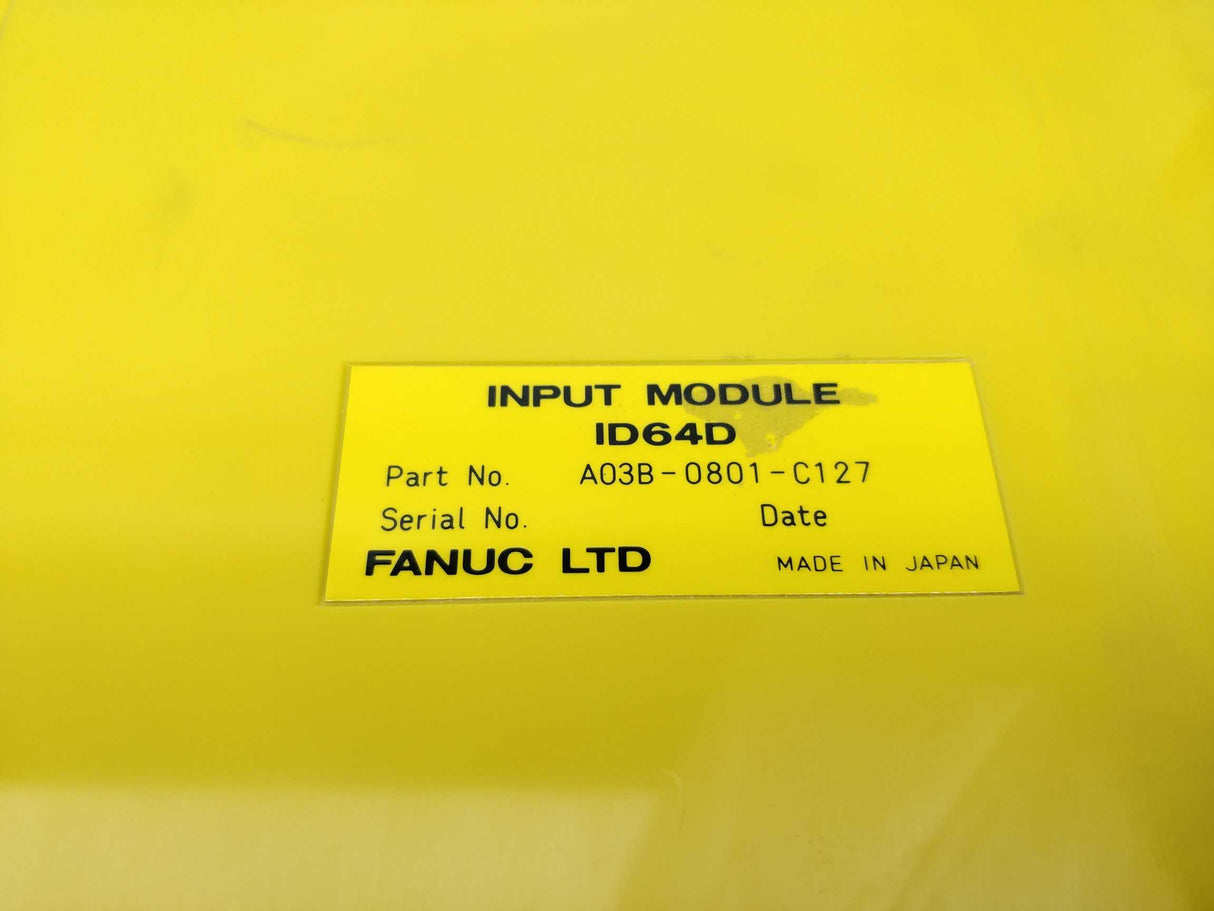 INPUT MODULE
ID64D
Part No. A03B-0801-C127
Serial No. Date
FANUC LTD MADE IN JAPAN